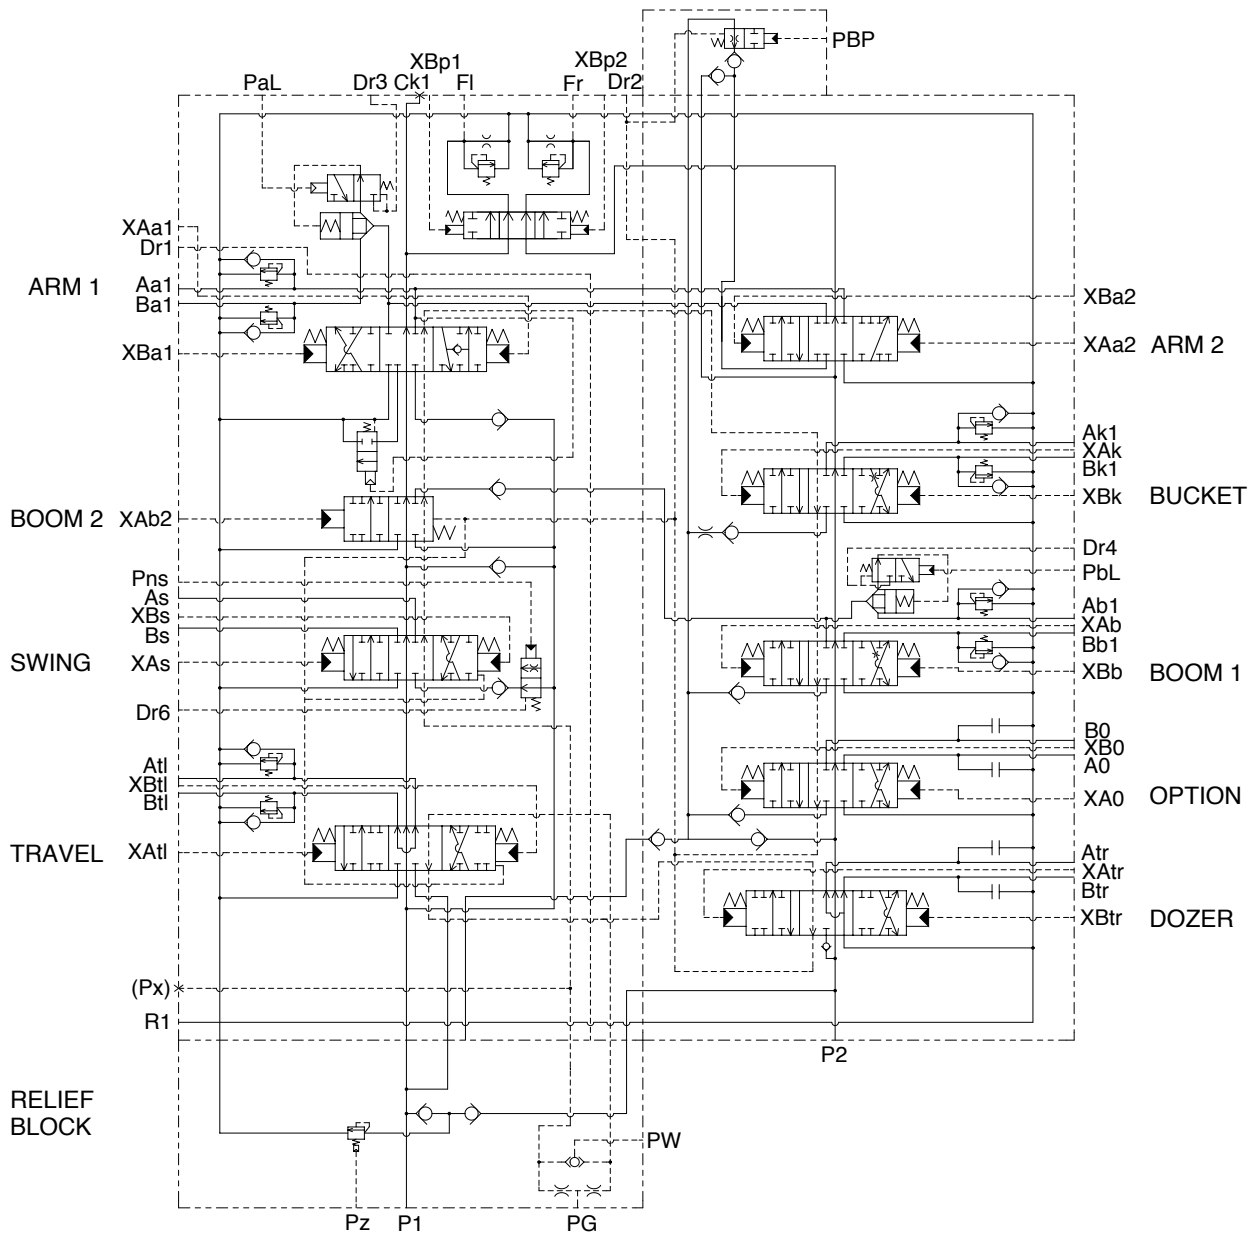 PBP
XBp1
XBp2
PaL
Dr3
Ck1
Fl
Fr
Dr2
XAa1
Dr1
ARM 1
Aa1
Ba1
XBa1
XBa2
XAa2
ARM 2
Ak1
XAk
Bk1
XBk
BUCKET
BOOM 2
XAb2
Dr4
PbL
Pns
As
XBs
Bs
SWING
XAs
Dr6
Ab1
XAb
Bb1
XBb
BOOM 1
B0
XB0
A0
XA0
OPTION
Atl
XBtl
Btl
TRAVEL
XAtl
Atr
XAtr
Btr
XBtr
DOZER
(Px)
R1
P2
RELIEF
BLOCK
PW
Pz
P1
PG